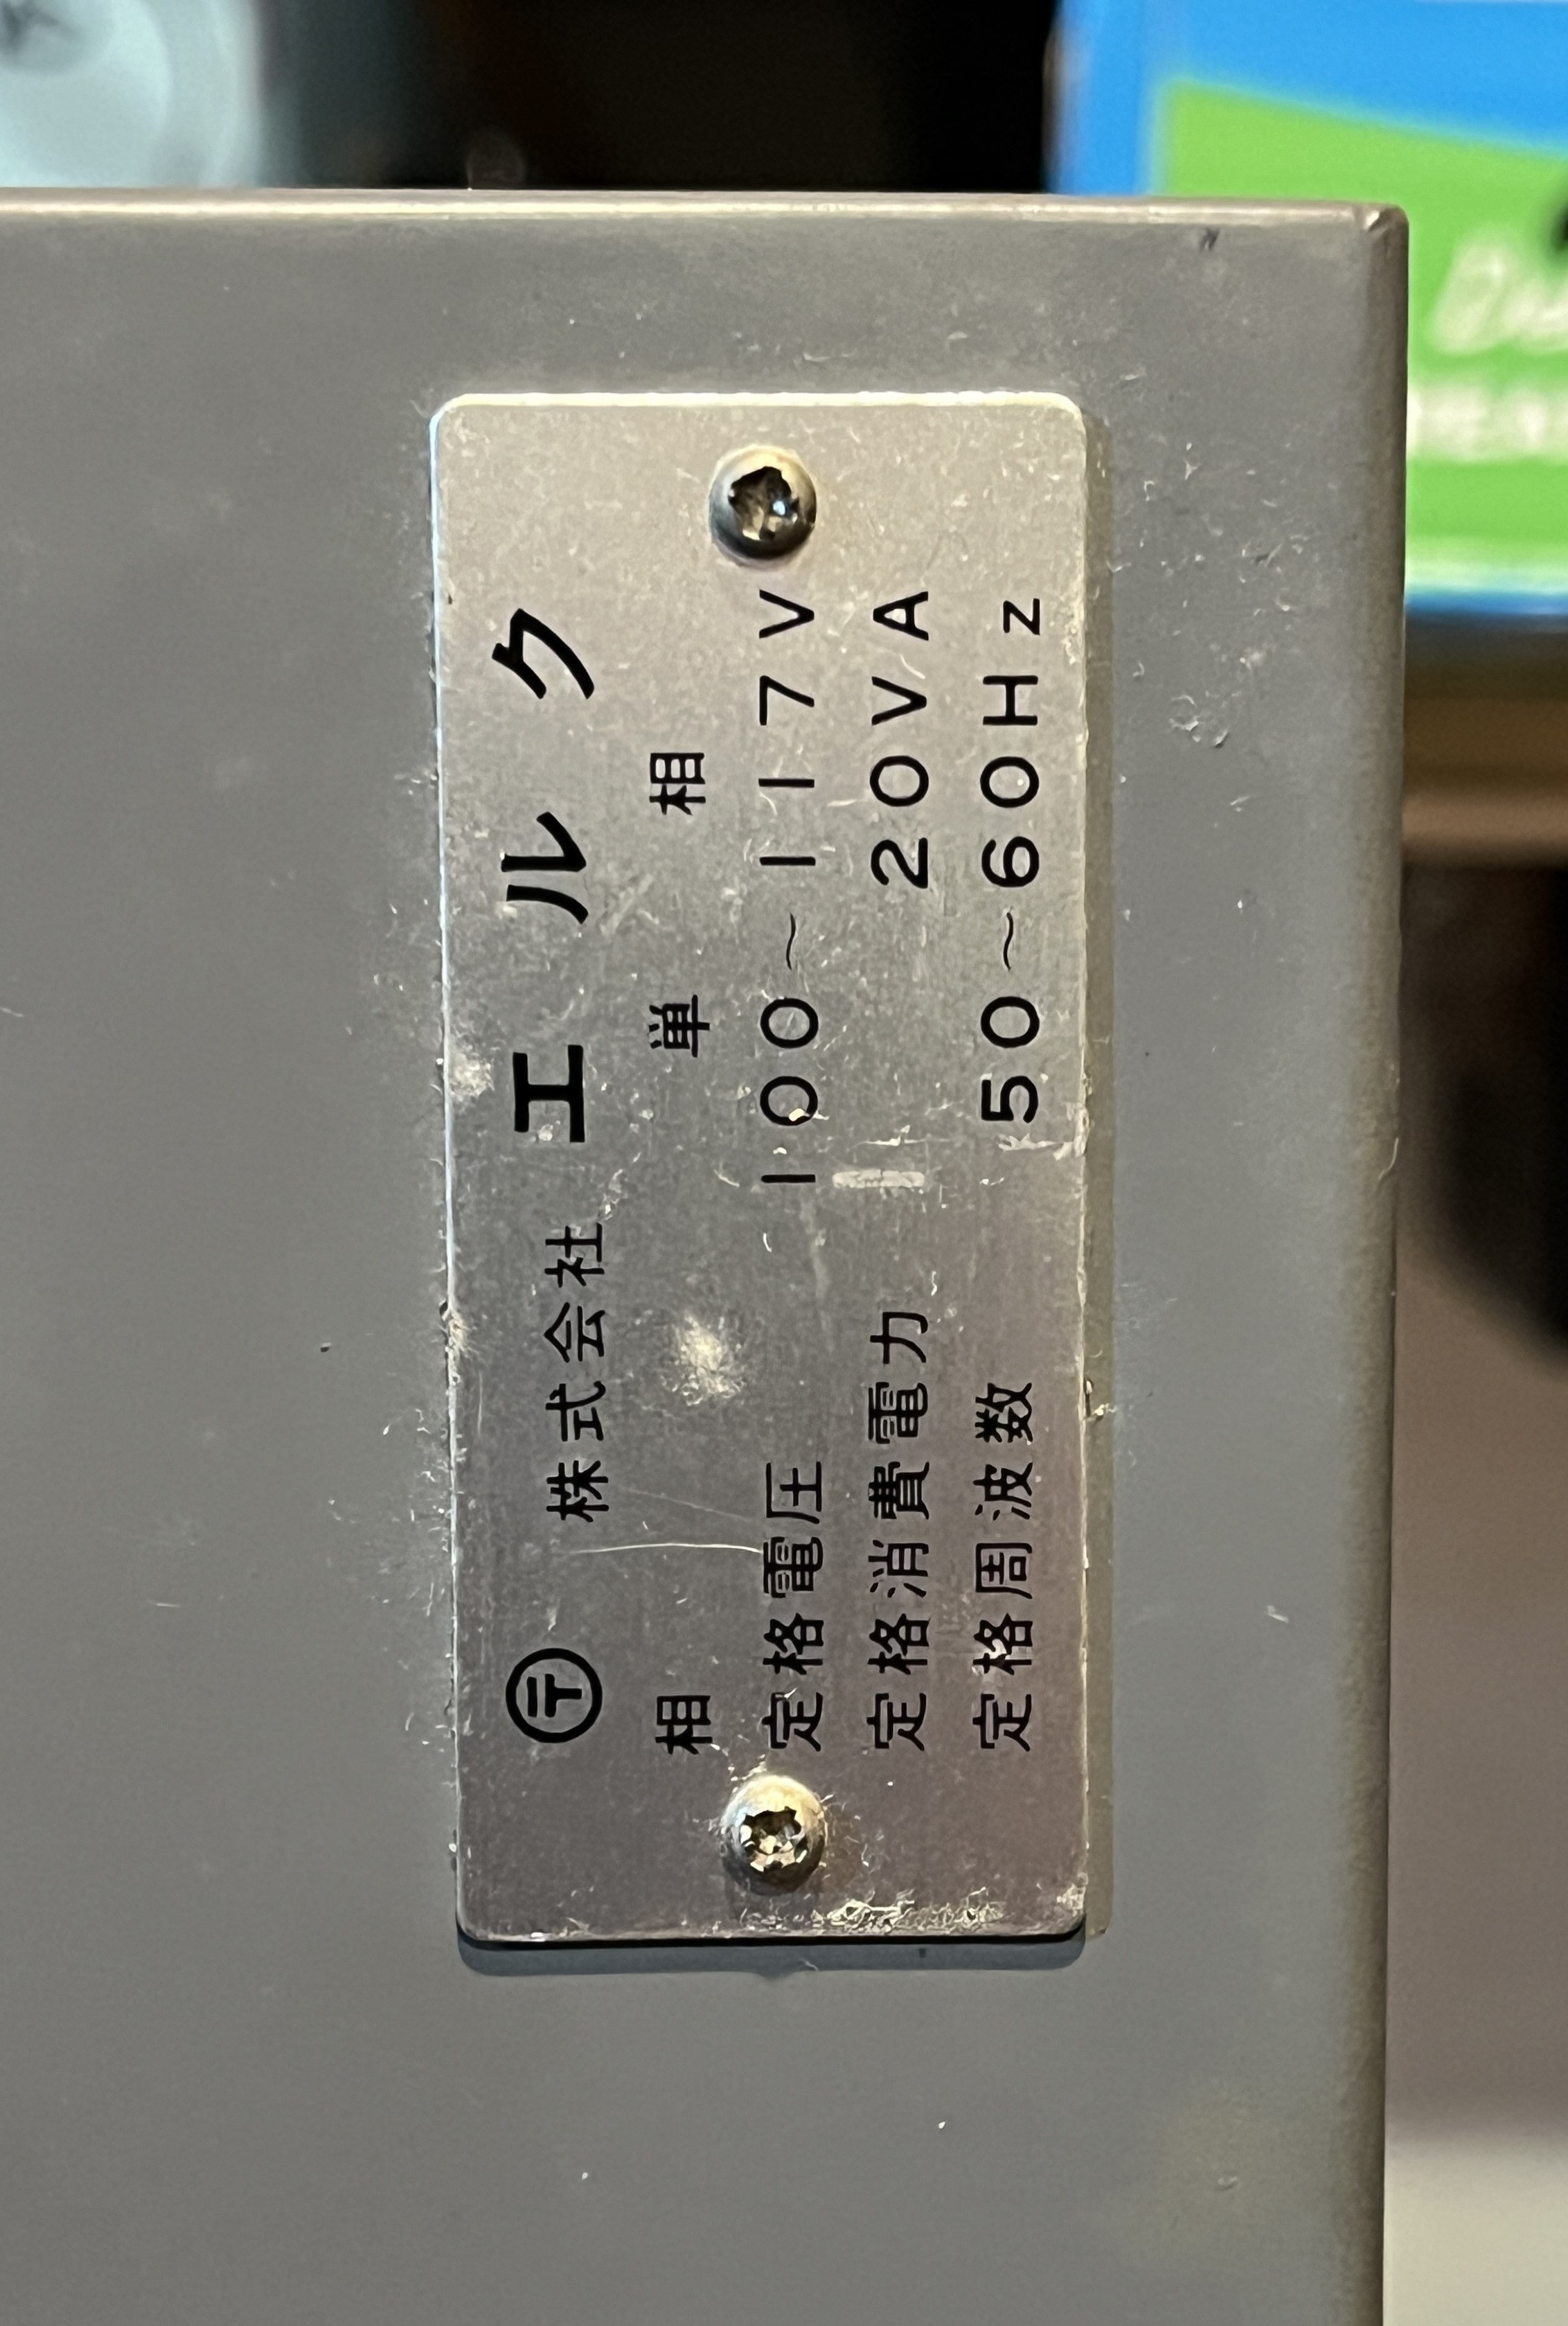 〶 株式会社 エルク
相 単相
定格電圧 100~117V
定格消費電力 20VA
定格周波数 50~60Hz